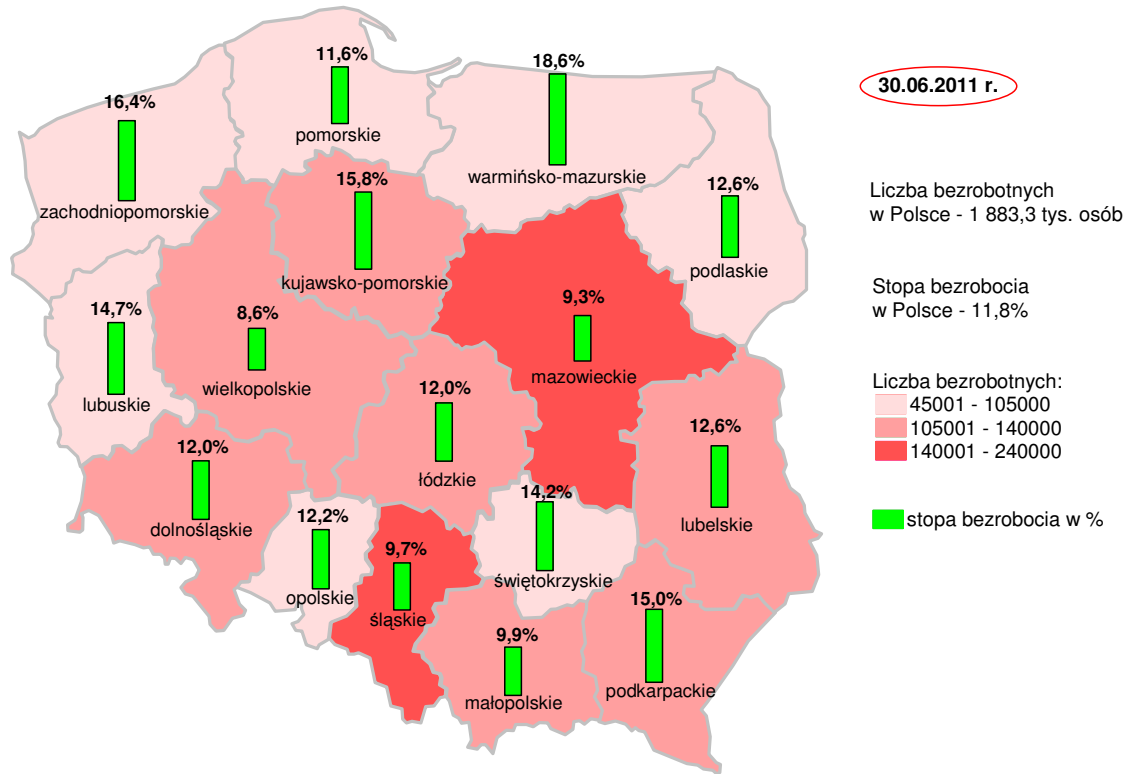 11,6%
pomorskie
18,6%
warmińsko-mazurskie
16,4%
zachodniopomorskie
15,8%
kujawsko-pomorskie
12,6%
podlaskie
14,7%
lubuskie
8,6%
wielkopolskie
9,3%
mazowieckie
12,0%
łódzkie
12,6%
lubelskie
12,0%
dolnośląskie
12,2%
opolskie
9,7%
śląskie
14,2%
świętokrzyskie
9,9%
małopolskie
15,0%
podkarpackie
30.06.2011 r.
Liczba bezrobotnych
w Polsce - 1 883,3 tys. osób
Stopa bezrobocia
w Polsce - 11,8%
Liczba bezrobotnych:
45001 - 105000
105001 - 140000
140001 - 240000
stopa bezrobocia w %